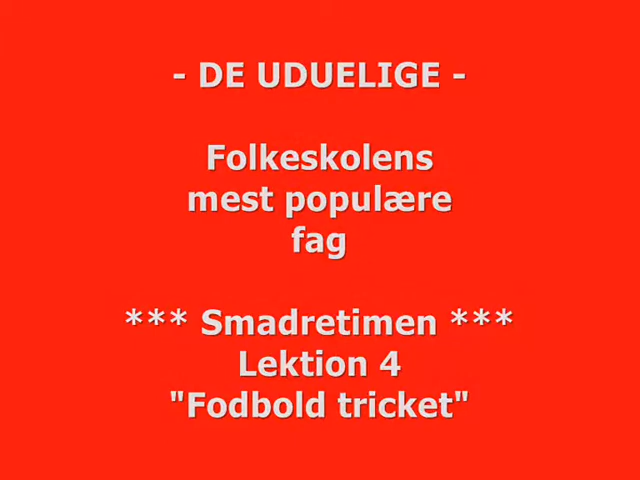 - DE UDUELIGE -
Folkeskolens
mest populære
fag
*** Smadretimen ***
Lektion 4
"Fodbold tricket"